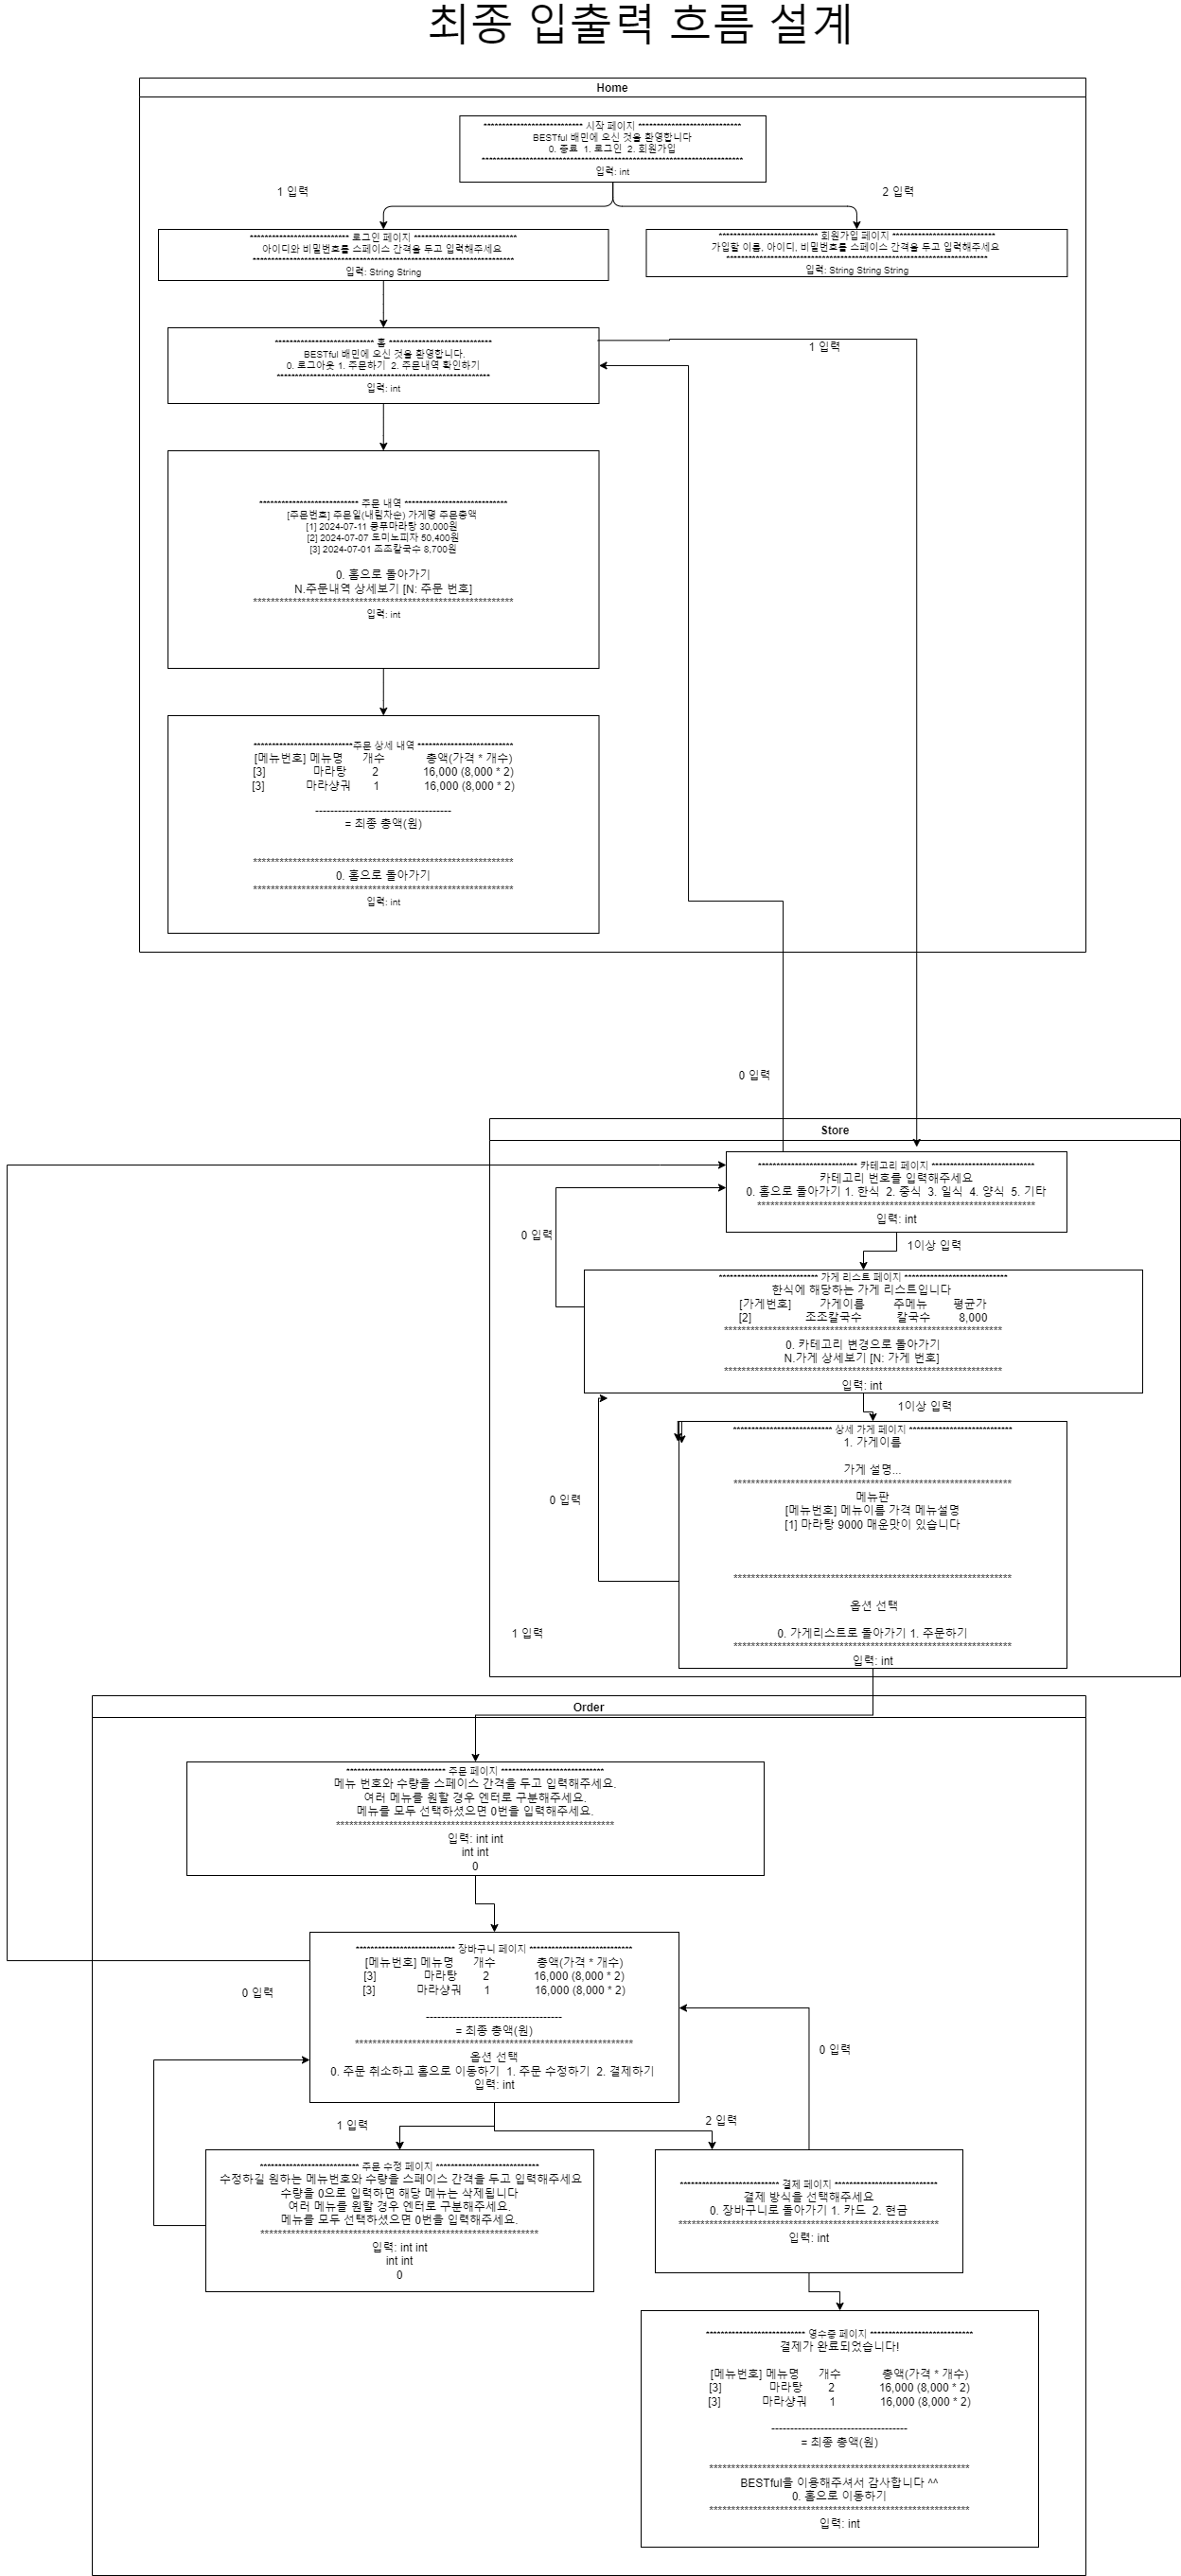 최종 입출력 흐름 설계
Home
*************************** 시작 페이지 ****************************
BESTful 배민에 오신 것을 환영합니다
0. 종료  1. 로그인  2. 회원가입
***********************************************************************
입력: int
1 입력
2 입력
*************************** 로그인 페이지 ****************************
아이디와 비밀번호를 스페이스 간격을 두고 입력해주세요
***********************************************************************
입력: String String
*************************** 회원가입 페이지 ****************************
가입할 이름, 아이디, 비밀번호를 스페이스 간격을 두고 입력해주세요
***********************************************************************
입력: String String String
*************************** 홈 ****************************
BESTful 배민에 오신 것을 환영합니다.
0. 로그아웃 1. 주문하기  2. 주문내역 확인하기
**********************************************************
입력: int
1 입력
*************************** 주문 내역 ****************************
[주문번호] 주문일(내림차순) 가게명 주문총액
[1] 2024-07-11 쿵푸마라탕 30,000원
[2] 2024-07-07 도미노피자 50,400원
[3] 2024-07-01 조조칼국수 8,700원
0. 홈으로 돌아가기
N.주문내역 상세보기 [N: 주문 번호]
***********************************************************
입력: int
***************************주문 상세 내역 **************************
[메뉴번호] 메뉴명 개수 총액(가격 * 개수)
[3] 마라탕 2 16,000 (8,000 * 2)
[3] 마라샹궈 1 16,000 (8,000 * 2)
------------------------------------
= 최종 총액(원)
***********************************************************
0. 홈으로 돌아가기
***********************************************************
입력: int
0 입력
Store
*************************** 카테고리 페이지 ****************************
카테고리 번호를 입력해주세요
0. 홈으로 돌아가기 1. 한식  2. 중식  3. 일식  4. 양식  5. 기타
***************************************************************
입력: int
0 입력
1이상 입력
*************************** 가게 리스트 페이지 ****************************
한식에 해당하는 가게 리스트입니다
[가게번호] 가게이름 주메뉴 평균가
[2] 조조칼국수 칼국수 8,000
***************************************************************
0. 카테고리 변경으로 돌아가기
N.가게 상세보기 [N: 가게 번호]
***************************************************************
입력: int
1이상 입력
*************************** 상세 가게 페이지 ****************************
1. 가게이름
가게 설명...
***************************************************************
메뉴판
[메뉴번호] 메뉴이름 가격 메뉴설명
[1] 마라탕 9000 매운맛이 있습니다
***************************************************************
옵션 선택
0. 가게리스트로 돌아가기 1. 주문하기
***************************************************************
입력: int
0 입력
1 입력
Order
*************************** 주문 페이지 ****************************
메뉴 번호와 수량을 스페이스 간격을 두고 입력해주세요.
여러 메뉴를 원할 경우 엔터로 구분해주세요.
메뉴를 모두 선택하셨으면 0번을 입력해주세요.
***************************************************************
입력: int int
int int
0
*************************** 장바구니 페이지 ****************************
[메뉴번호] 메뉴명 개수 총액(가격 * 개수)
[3] 마라탕 2 16,000 (8,000 * 2)
[3] 마라샹궈 1 16,000 (8,000 * 2)
------------------------------------
= 최종 총액(원)
***************************************************************
옵션 선택
0. 주문 취소하고 홈으로 이동하기  1. 주문 수정하기  2. 결제하기
입력: int
0 입력
0 입력
1 입력
2 입력
*************************** 주문 수정 페이지 ****************************
수정하길 원하는 메뉴번호와 수량을 스페이스 간격을 두고 입력해주세요
수량을 0으로 입력하면 해당 메뉴는 삭제됩니다
여러 메뉴를 원할 경우 엔터로 구분해주세요.
메뉴를 모두 선택하셨으면 0번을 입력해주세요.
***************************************************************
입력: int int
int int
0
*************************** 결제 페이지 ****************************
결제 방식을 선택해주세요
0. 장바구니로 돌아가기 1. 카드  2. 현금
***********************************************************
입력: int
*************************** 영수증 페이지 ****************************
결제가 완료되었습니다!
[메뉴번호] 메뉴명 개수 총액(가격 * 개수)
[3] 마라탕 2 16,000 (8,000 * 2)
[3] 마라샹궈 1 16,000 (8,000 * 2)
------------------------------------
= 최종 총액(원)
***********************************************************
BESTful을 이용해주셔서 감사합니다 ^^
0. 홈으로 이동하기
***********************************************************
입력: int